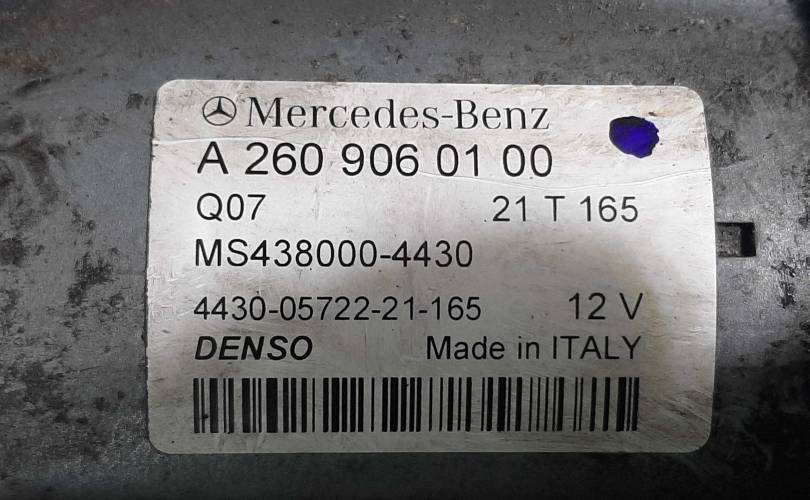 Mercedes-Benz
A 260 906 01 00
Q07 21 T 165
MS438000-4430
4430-05722-21-165 12 V
DENSO Made in ITALY